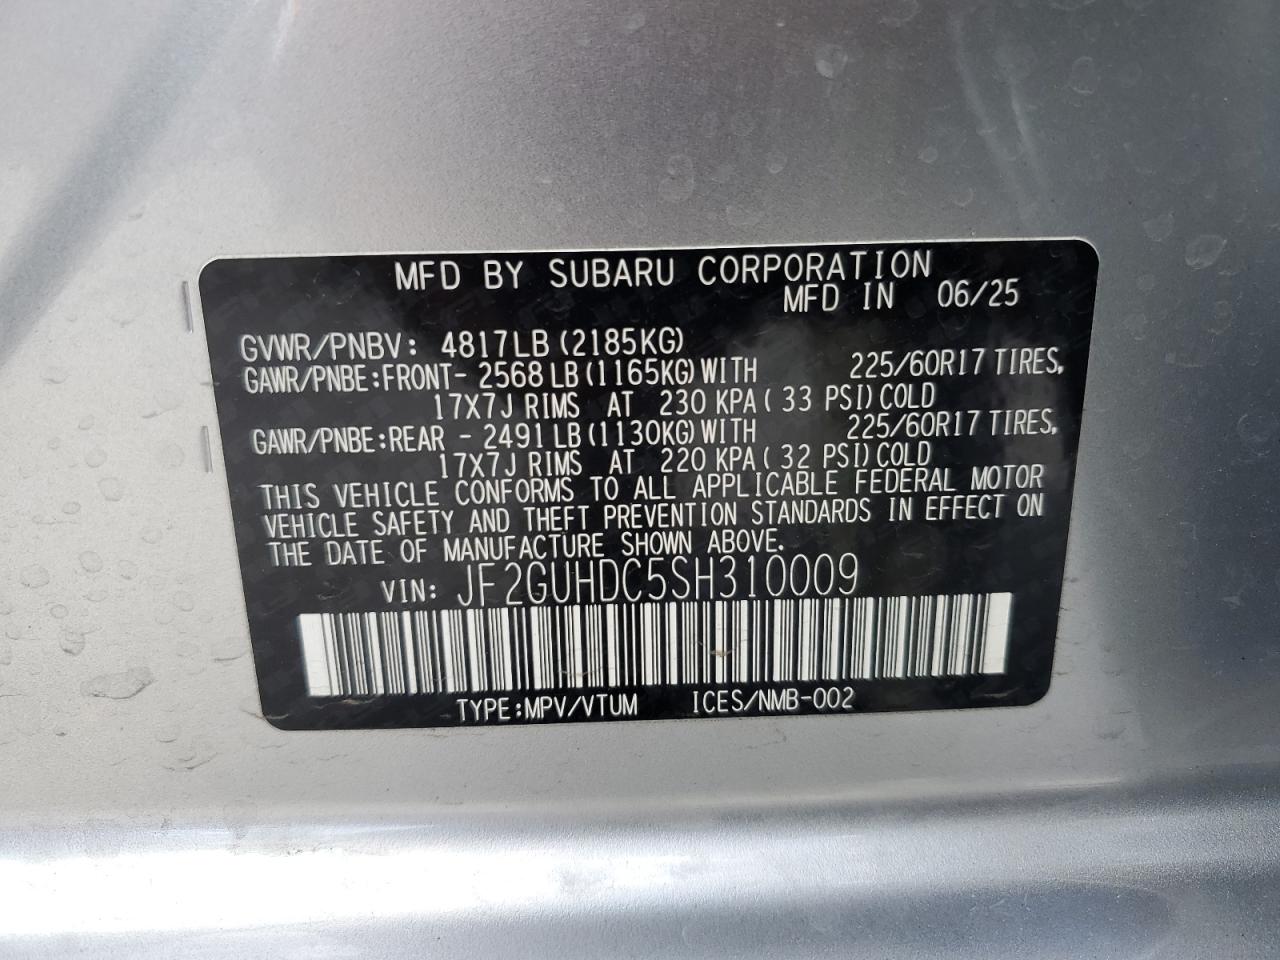 MFD BY SUBARU CORPORATION
MFD IN 06/25
GVWR/PNBV: 4817LB (2185KG)
GAWR/PNBE:FRONT- 2568LB (1165KG) WITH 225/60R17 TIRES,
17X7J RIMS AT 230 KPA ( 33 PSI) COLD
GAWR/PNBE:REAR - 2491LB (1130KG) WITH 225/60R17 TIRES,
17X7J RIMS AT 220 KPA ( 32 PSI) COLD
THIS VEHICLE CONFORMS TO ALL APPLICABLE FEDERAL MOTOR
VEHICLE SAFETY AND THEFT PREVENTION STANDARDS IN EFFECT ON
THE DATE OF MANUFACTURE SHOWN ABOVE.
VIN: JF2GUHDC5SH310009
TYPE:MPV/VTUM ICES/NMB-002